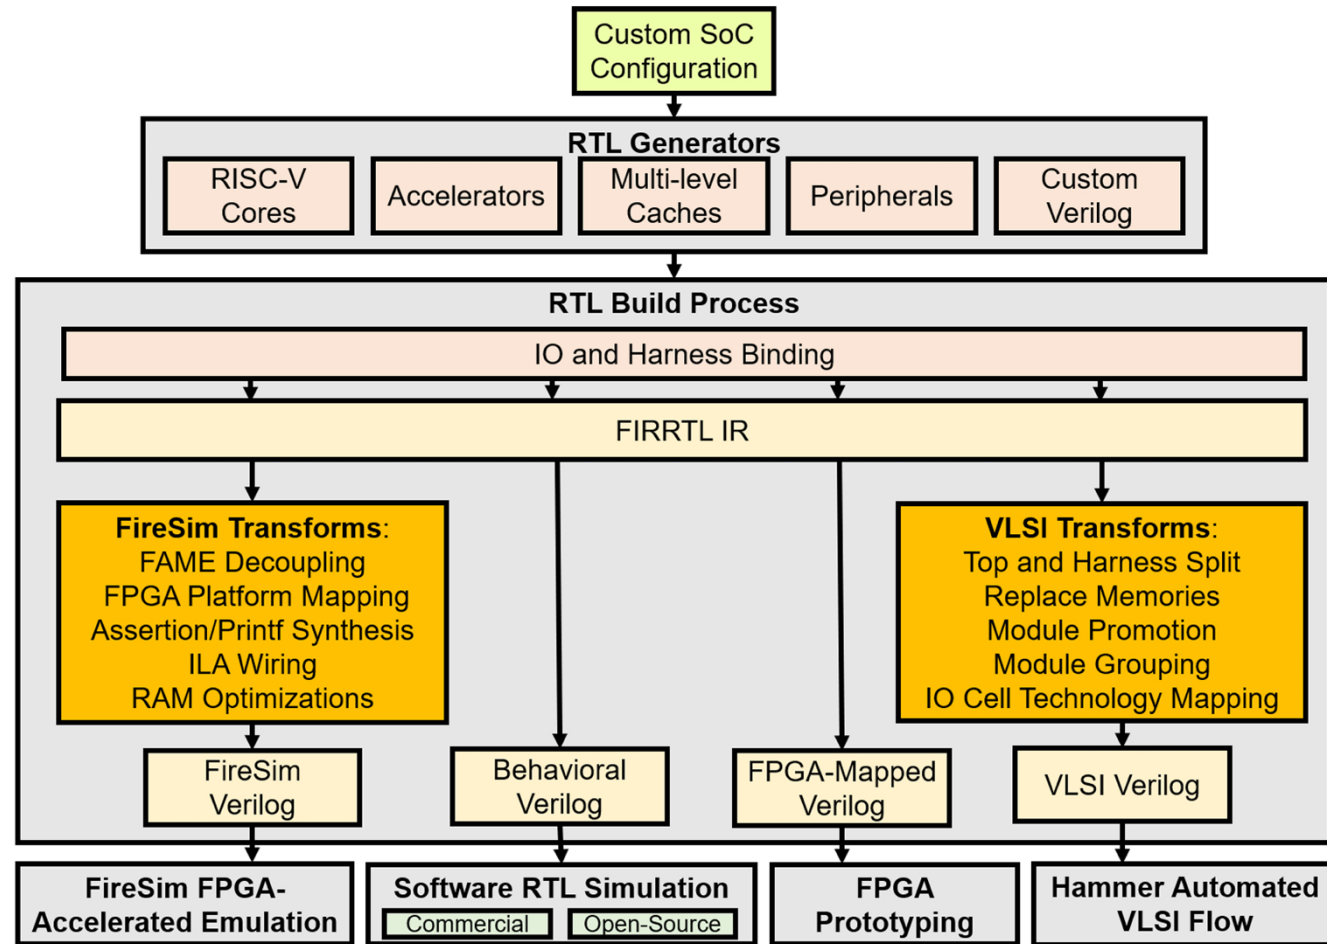 Custom SoC
Configuration
RTL Generators
RISC-V
Cores
Accelerators
Multi-level
Caches
Peripherals
Custom
Verilog
RTL Build Process
IO and Harness Binding
FIRRTL IR
FireSim Transforms:
FAME Decoupling
FPGA Platform Mapping
Assertion/Printf Synthesis
ILA Wiring
RAM Optimizations
VLSI Transforms:
Top and Harness Split
Replace Memories
Module Promotion
Module Grouping
IO Cell Technology Mapping
FireSim
Verilog
Behavioral
Verilog
FPGA-Mapped
Verilog
VLSI Verilog
FireSim FPGA-
Accelerated Emulation
Software RTL Simulation
Commercial
Open-Source
FPGA
Prototyping
Hammer Automated
VLSI Flow